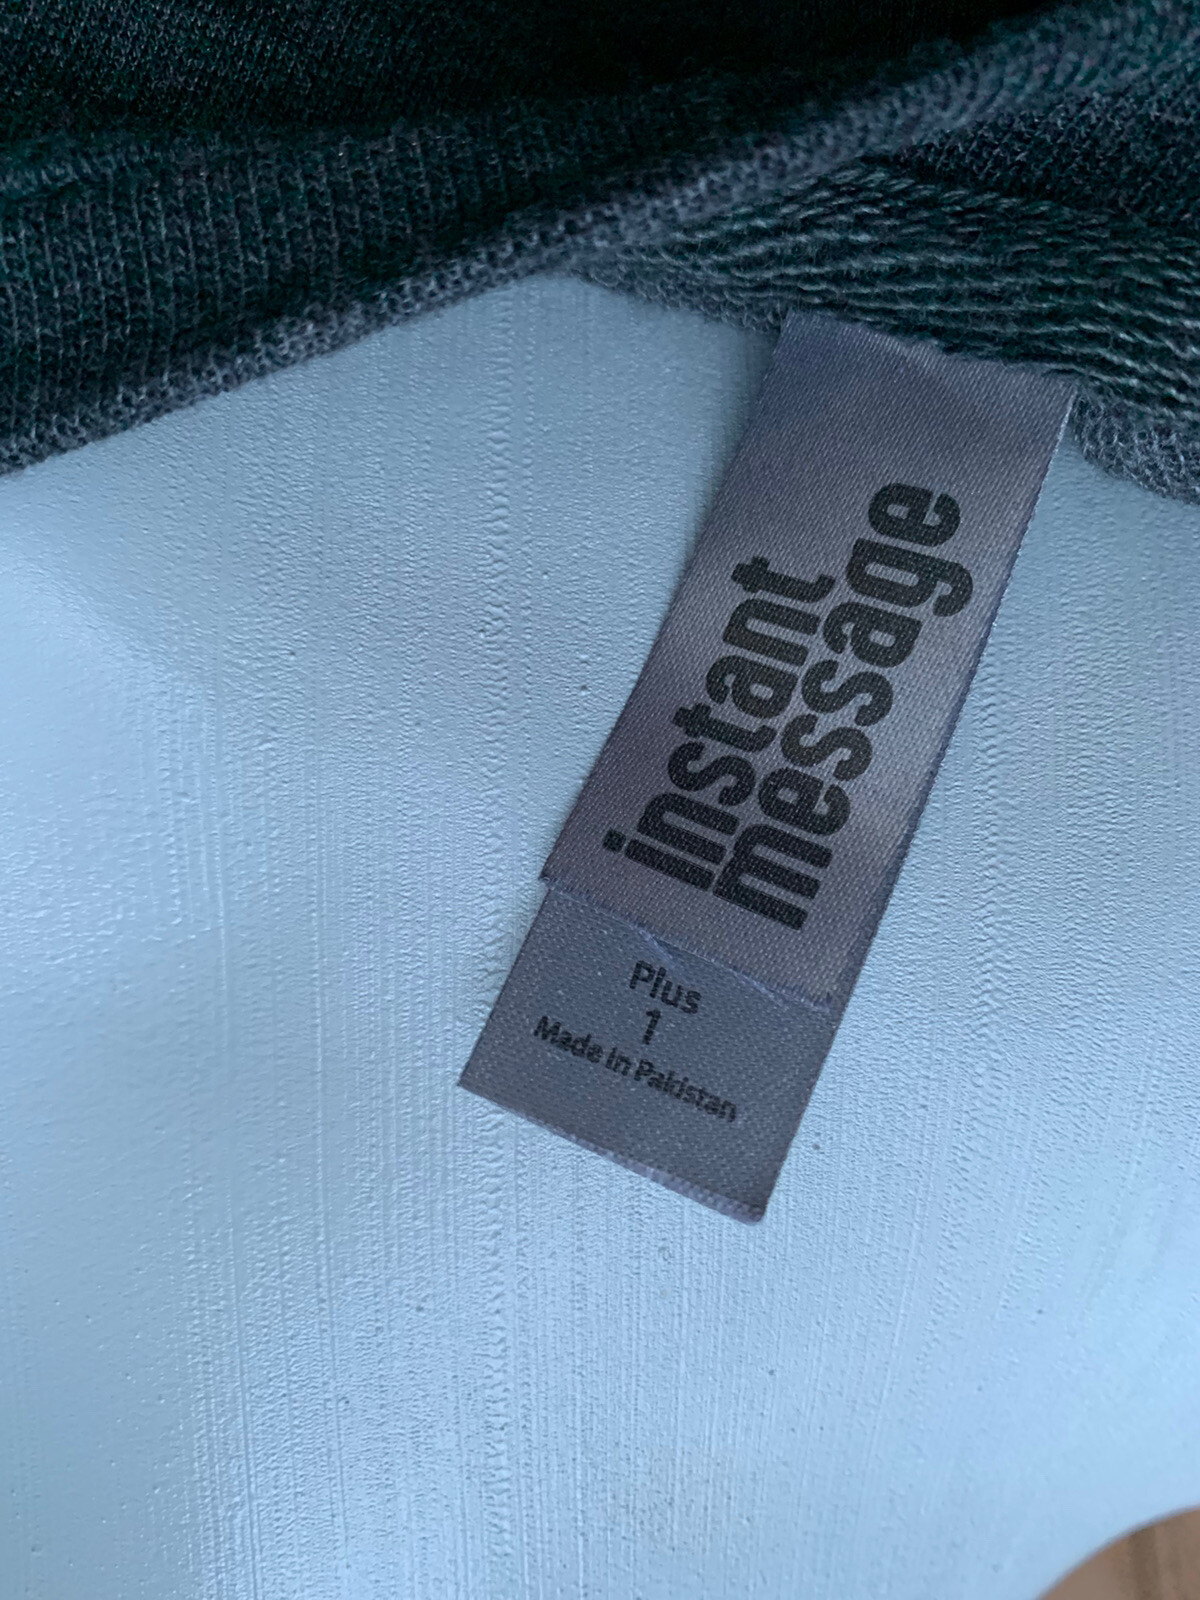 instant
message
Plus
1
Made in Pakistan